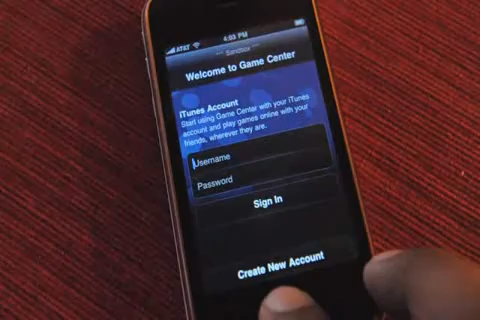 AT&T 4:03 PM
*** Sandbox ***
Welcome to Game Center
iTunes Account
Start using Game Center with your iTunes
account and play games online with your
friends, wherever they are.
Username
Password
Sign In
Create New Account